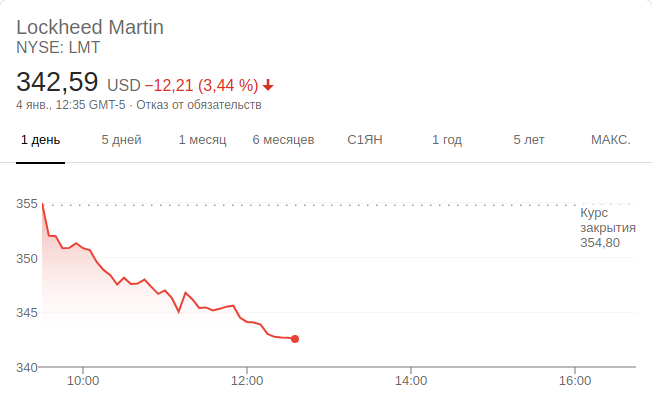 Lockheed Martin
NYSE: LMT
342,59 USD −12,21 (3,44 %)
4 янв., 12:35 GMT-5 · Отказ от обязательств
1 день 5 дней 1 месяц 6 месяцев С1ЯН 1 год 5 лет МАКС.
355
Курс
закрытия
354,80
350
345
340
10:00 12:00 14:00 16:00